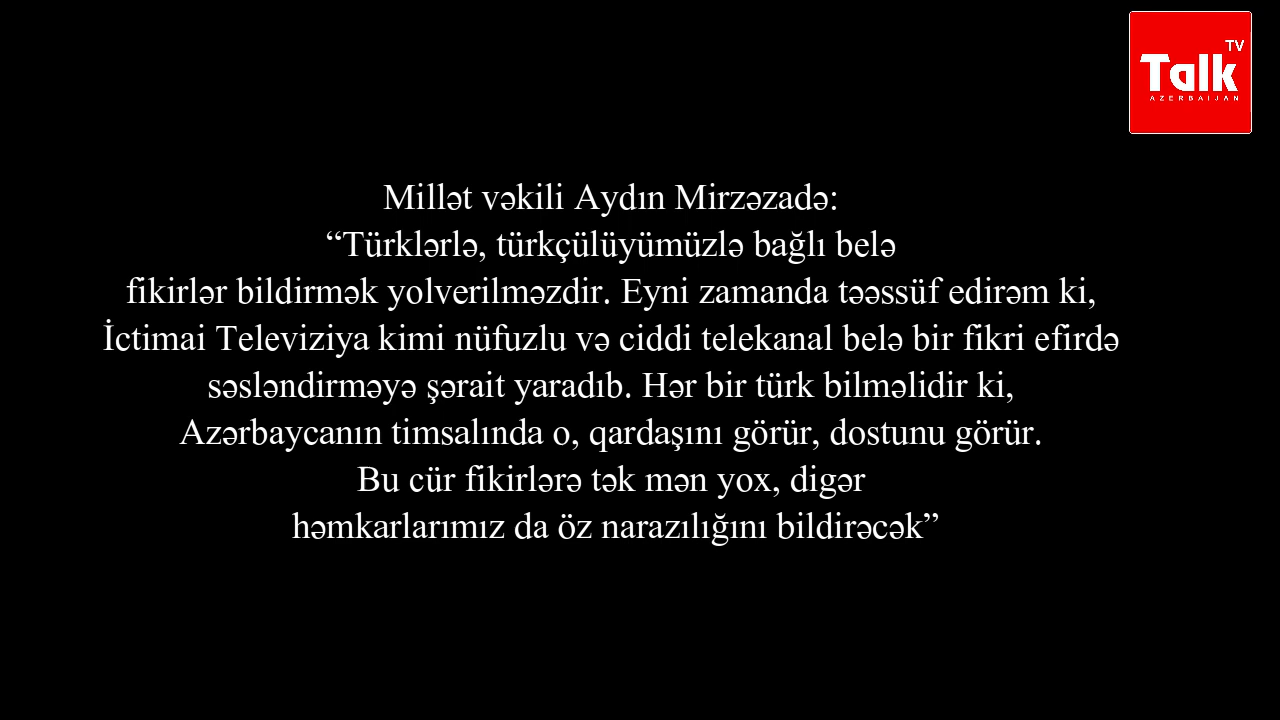 TV
Talk
AZERBAIJAN
Millət vəkili Aydın Mirzəzadə:
“Türklərlə, türkçülüyümüzlə bağlı belə
fikirlər bildirmək yolverilməzdir. Eyni zamanda təəssüf edirəm ki,
İctimai Televiziya kimi nüfuzlu və ciddi telekanal belə bir fikri efirdə
səsləndirməyə şərait yaradıb. Hər bir türk bilməlidir ki,
Azərbaycanın timsalında o, qardaşını görür, dostunu görür.
Bu cür fikirlərə tək mən yox, digər
həmkarlarımız da öz narazılığını bildirəcək”